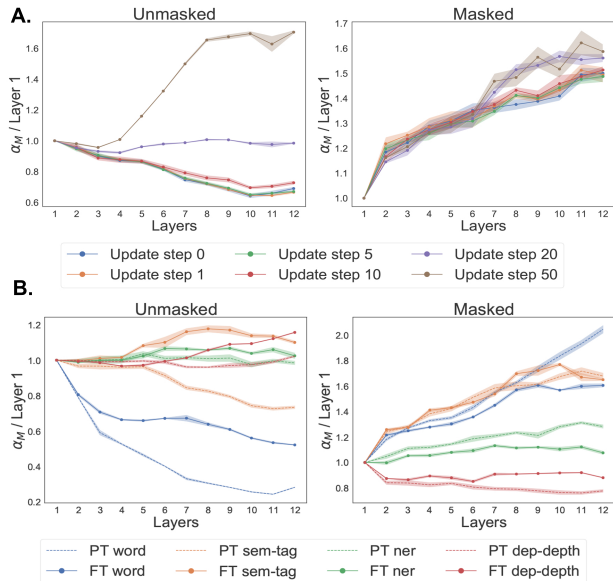 A.
Unmasked
Masked
α_M / Layer 1
1.6
1.4
1.2
1.0
0.8
0.6
1 2 3 4 5 6 7 8 9 10 11 12
Layers
α_M / Layer 1
1.7
1.6
1.5
1.4
1.3
1.2
1.1
1.0
1 2 3 4 5 6 7 8 9 10 11 12
Layers
Update step 0 Update step 5 Update step 20
Update step 1 Update step 10 Update step 50
B.
Unmasked
Masked
α_M / Layer 1
1.2
1.0
0.8
0.6
0.4
0.2
1 2 3 4 5 6 7 8 9 10 11 12
Layers
α_M / Layer 1
2.0
1.8
1.6
1.4
1.2
1.0
0.8
1 2 3 4 5 6 7 8 9 10 11 12
Layers
PT word PT sem-tag PT ner PT dep-depth
FT word FT sem-tag FT ner FT dep-depth